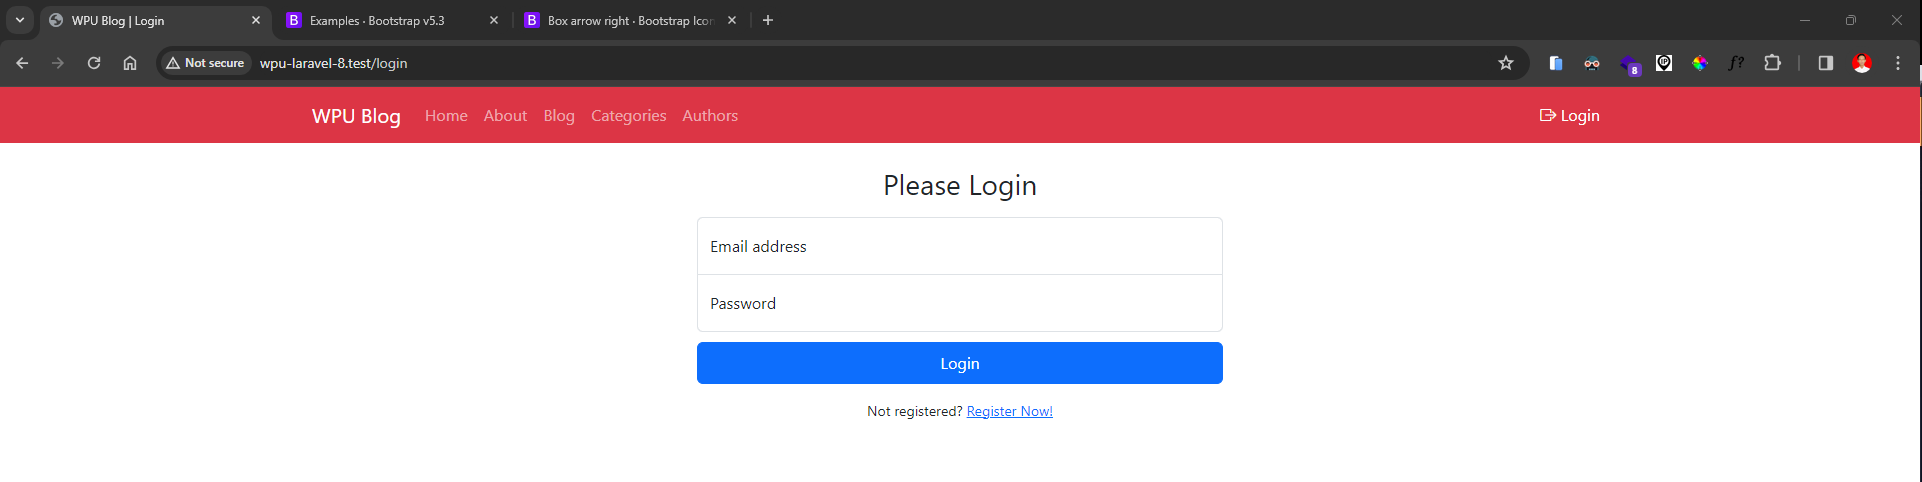 WPU Blog | Login
Examples · Bootstrap v5.3
Box arrow right · Bootstrap Icon
Not secure
wpu-laravel-8.test/login
8
f?
WPU Blog
Home
About
Blog
Categories
Authors
Login
Please Login
Email address
Password
Login
Not registered? Register Now!